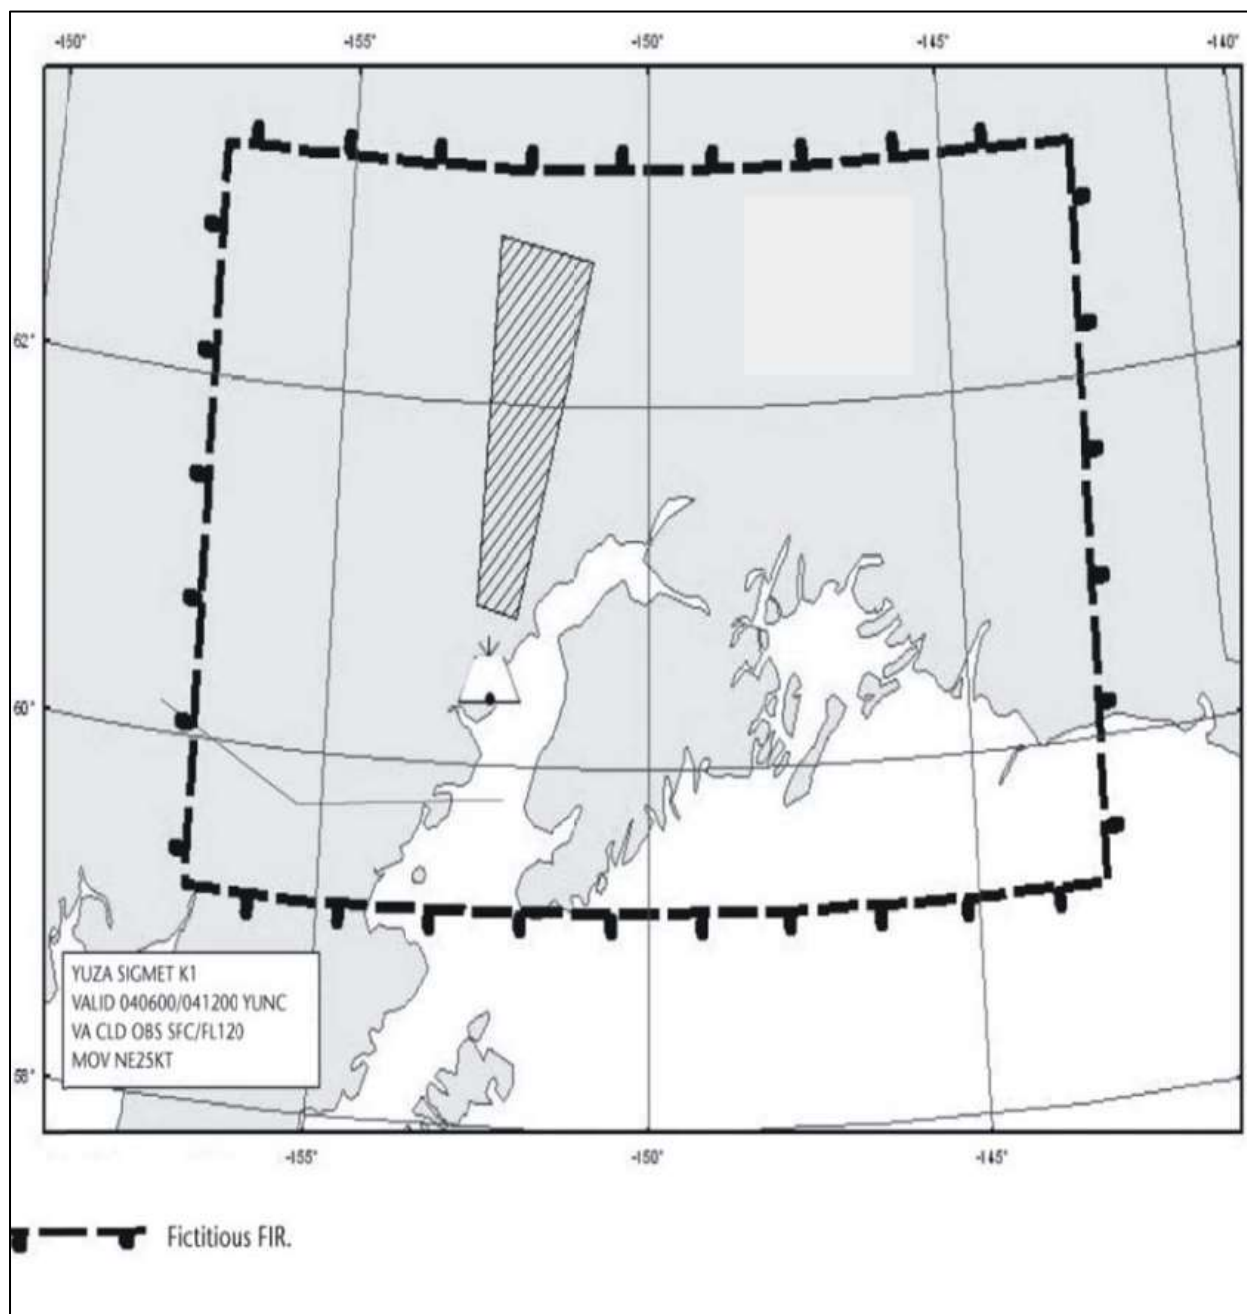 -150° -155° -150° -145° -140°
62°
60°
58°
YUZA SIGMET K1
VALID 040600/041200 YUNC
VA CLD OBS SFC/FL120
MOV NE25KT
-155° -150° -145°
Fictitious FIR.